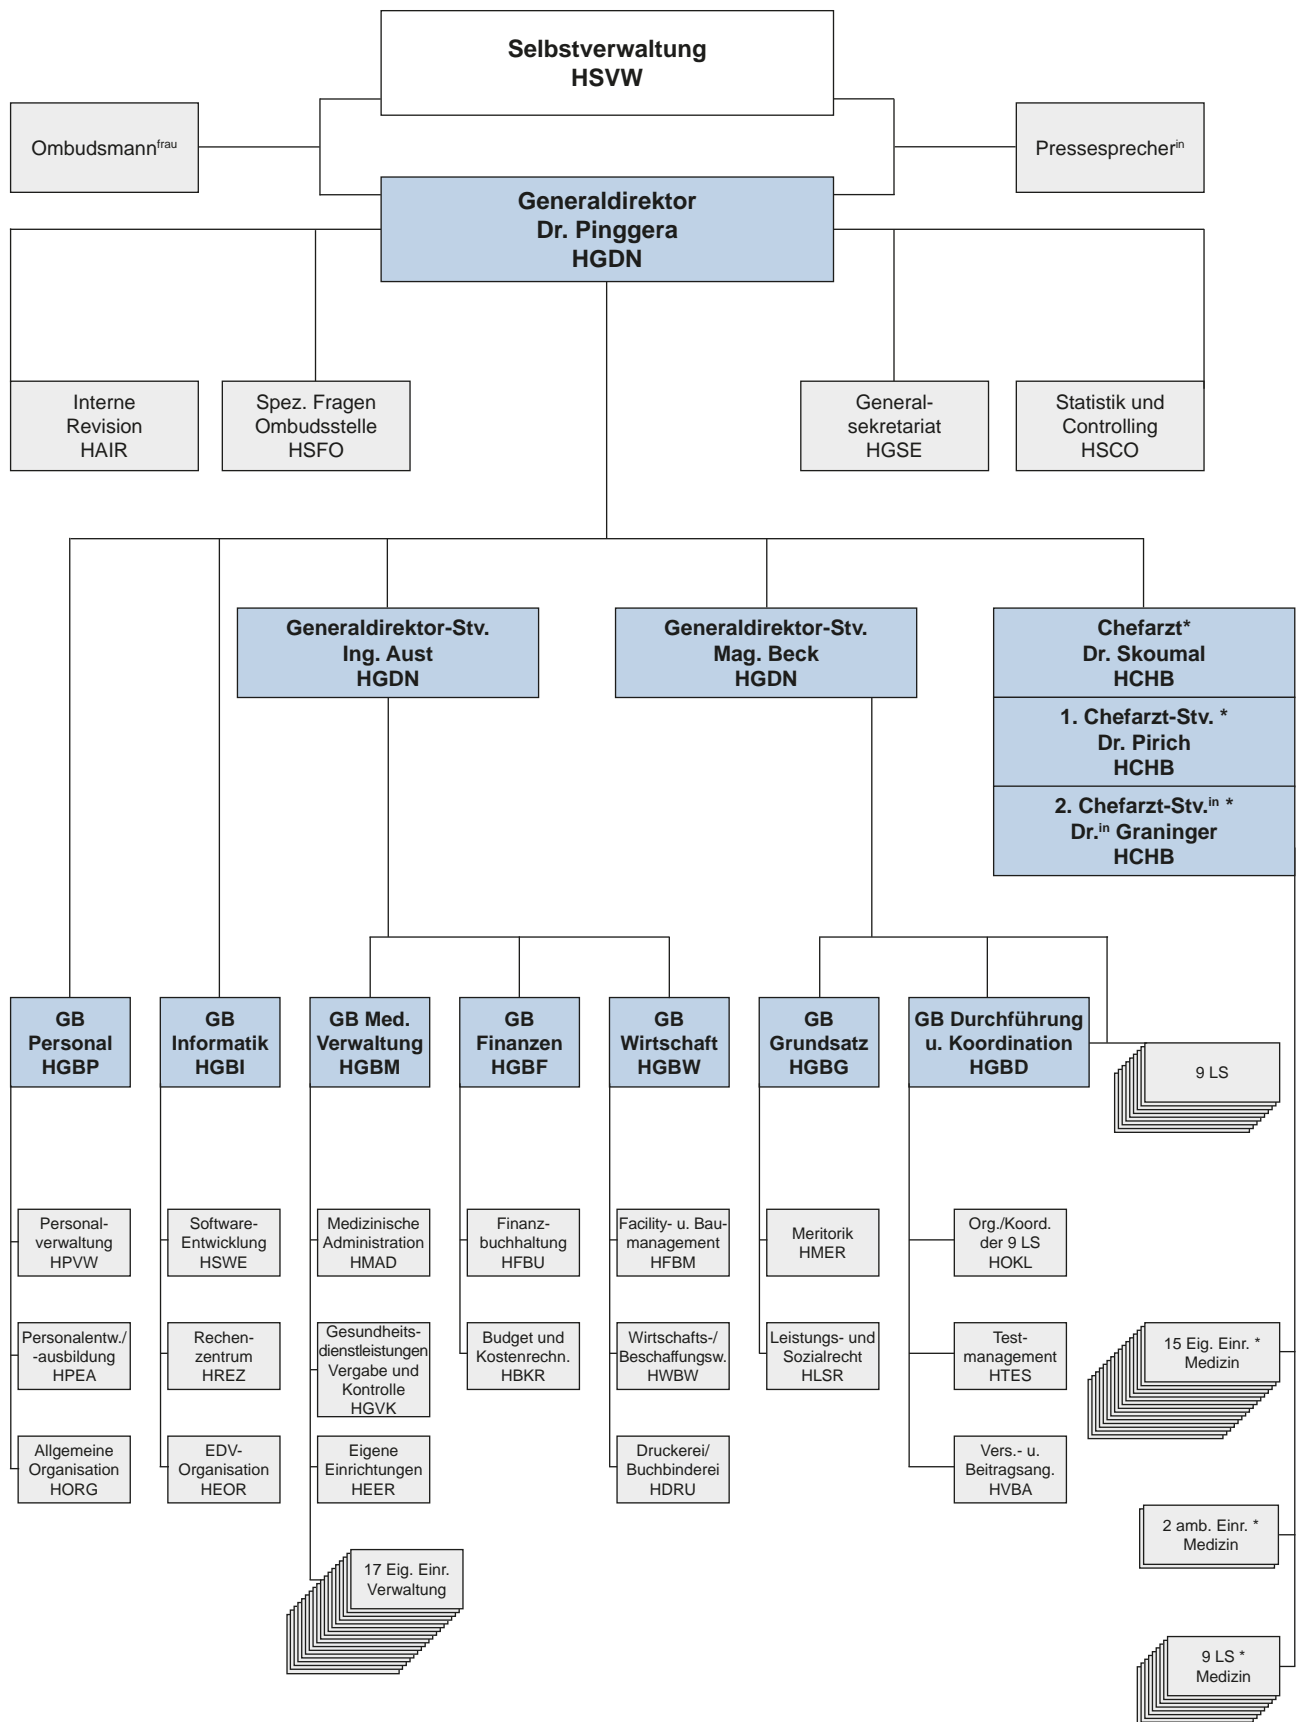 Selbstverwaltung
HSVW
Ombudsmannfrau
Pressesprecherin
Generaldirektor
Dr. Pinggera
HGDN
Interne
Revision
HAIR
Spez. Fragen
Ombudsstelle
HSFO
General-
sekretariat
HGSE
Statistik und
Controlling
HSCO
Generaldirektor-Stv.
Ing. Aust
HGDN
Generaldirektor-Stv.
Mag. Beck
HGDN
Chefarzt*
Dr. Skoumal
HCHB
1. Chefarzt-Stv. *
Dr. Pirich
HCHB
2. Chefarzt-Stv.in *
Dr.in Graninger
HCHB
GB
Personal
HGBP
GB
Informatik
HGBI
GB Med.
Verwaltung
HGBM
GB
Finanzen
HGBF
GB
Wirtschaft
HGBW
GB
Grundsatz
HGBG
GB Durchführung
u. Koordination
HGBD
9 LS
Personal-
verwaltung
HPVW
Software-
Entwicklung
HSWE
Medizinische
Administration
HMAD
Finanz-
buchhaltung
HFBU
Facility- u. Bau-
management
HFBM
Meritorik
HMER
Org./Koord.
der 9 LS
HOKL
Personalentw./
-ausbildung
HPEA
Rechen-
zentrum
HREZ
Gesundheits-
dienstleistungen
Vergabe und
Kontrolle
HGVK
Budget und
Kostenrechn.
HBKR
Wirtschafts-/
Beschaffungsw.
HWBW
Leistungs- und
Sozialrecht
HLSR
Test-
management
HTES
15 Eig. Einr. *
Medizin
Allgemeine
Organisation
HORG
EDV-
Organisation
HEOR
Eigene
Einrichtungen
HEER
Druckerei/
Buchbinderei
HDRU
Vers.- u.
Beitragsang.
HVBA
2 amb. Einr. *
Medizin
17 Eig. Einr.
Verwaltung
9 LS *
Medizin